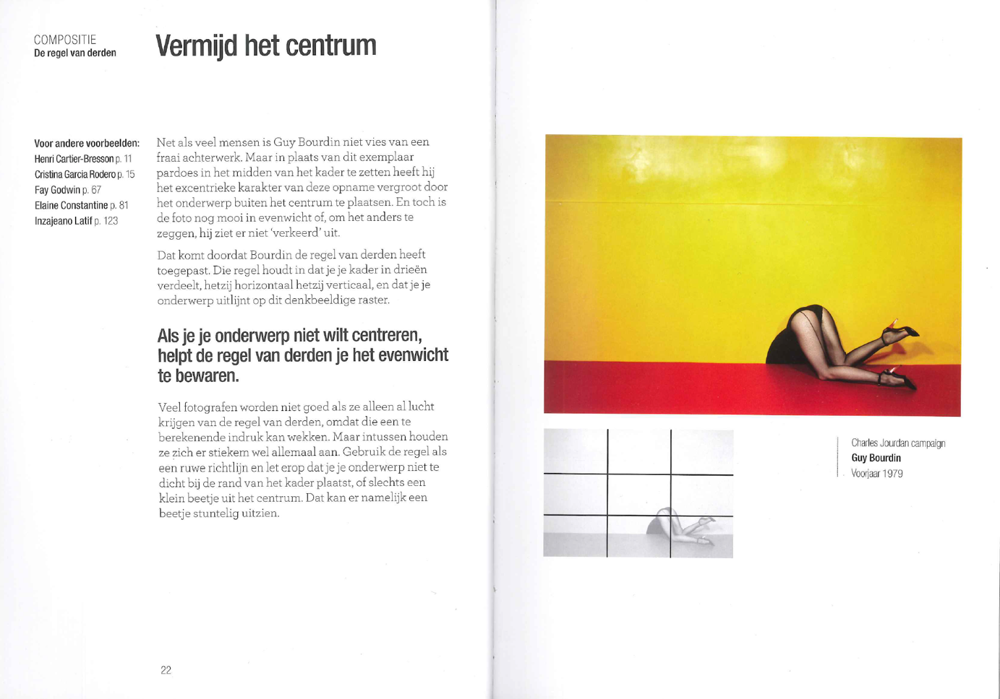 COMPOSITIE
De regel van derden
Vermijd het centrum
Voor andere voorbeelden:
Henri Cartier-Bresson p. 11
Cristina Garcia Rodero p. 15
Fay Godwin p. 67
Elaine Constantine p. 81
Inzajeano Latif p. 123
Net als veel mensen is Guy Bourdin niet vies van een
fraai achterwerk. Maar in plaats van dit exemplaar
pardoes in het midden van het kader te zetten heeft hij
het excentrieke karakter van deze opname vergroot door
het onderwerp buiten het centrum te plaatsen. En toch is
de foto nog mooi in evenwicht of, om het anders te
zeggen, hij ziet er niet ‘verkeerd’ uit.
Dat komt doordat Bourdin de regel van derden heeft
toegepast. Die regel houdt in dat je je kader in drieën
verdeelt, hetzij horizontaal hetzij verticaal, en dat je je
onderwerp uitlijnt op dit denkbeeldige raster.
Als je je onderwerp niet wilt centreren,
helpt de regel van derden je het evenwicht
te bewaren.
Veel fotografen worden niet goed als ze alleen al lucht
krijgen van de regel van derden, omdat die een te
berekenende indruk kan wekken. Maar intussen houden
ze zich er stiekem wel allemaal aan. Gebruik de regel als
een ruwe richtlijn en let erop dat je je onderwerp niet te
dicht bij de rand van het kader plaatst, of slechts een
klein beetje uit het centrum. Dat kan er namelijk een
beetje stuntelig uitzien.
22
Charles Jourdan campaign
Guy Bourdin
Voorjaar 1979